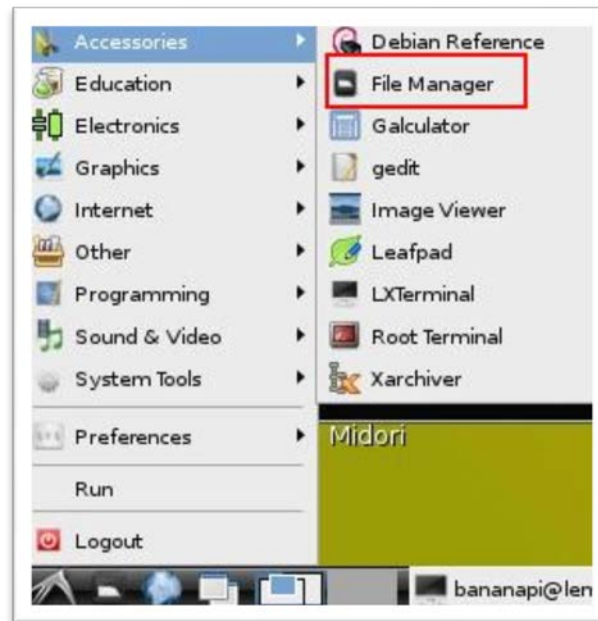 Accessories
Education
Electronics
Graphics
Internet
Other
Programming
Sound & Video
System Tools
Preferences
Run
Logout
Debian Reference
File Manager
Galculator
gedit
Image Viewer
Leafpad
LXTerminal
Root Terminal
Xarchiver
Midori
bananapi@len